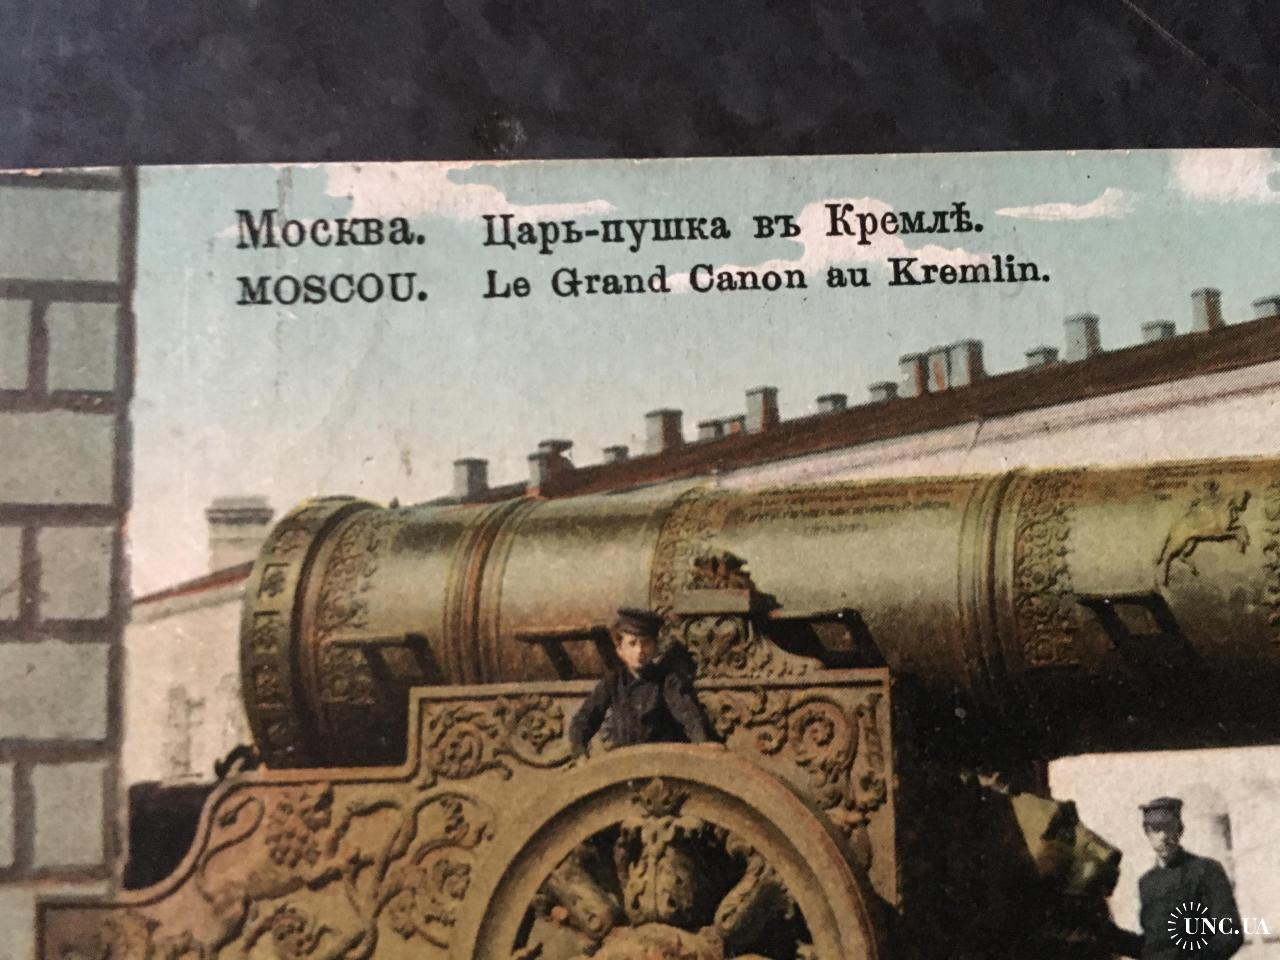 Москва. Царь-пушка въ Кремлѣ.
MOSCOU. Le Grand Canon au Kremlin.
UNC.UA